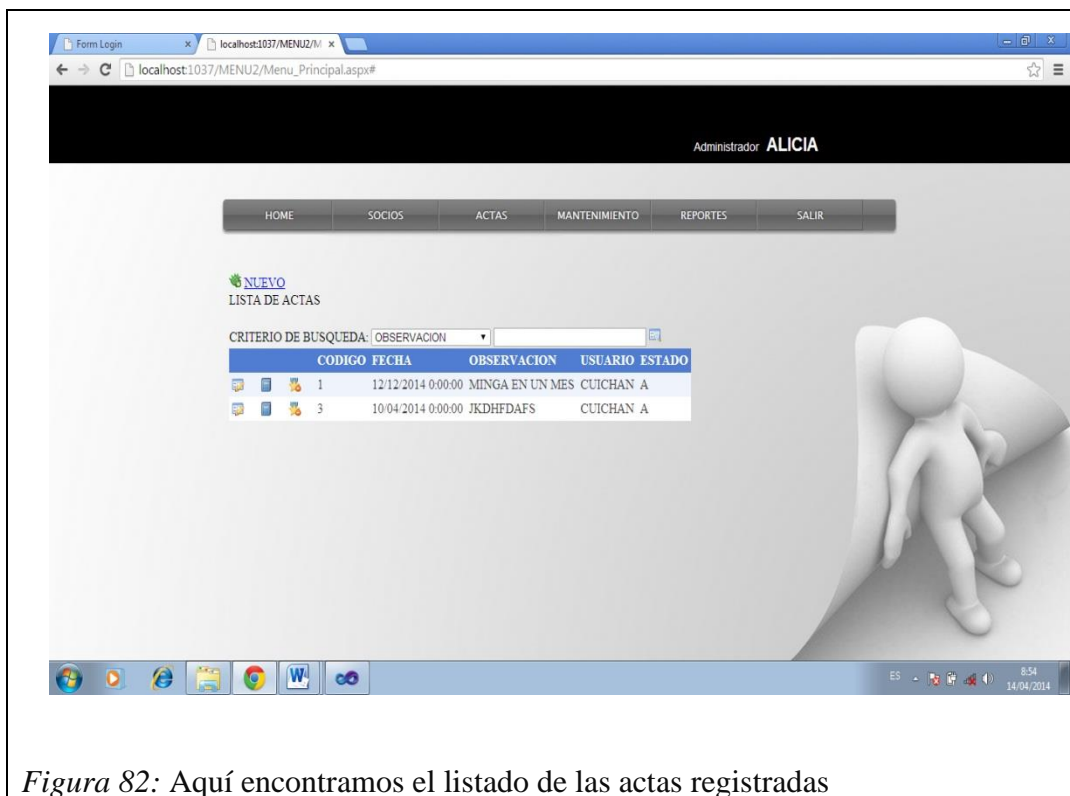 Form Login
localhost:1037/MENU2/M
localhost:1037/MENU2/Menu_Principal.aspx#
Administrador ALICIA
HOME SOCIOS ACTAS MANTENIMIENTO REPORTES SALIR
NUEVO
LISTA DE ACTAS
CRITERIO DE BUSQUEDA: OBSERVACION
CODIGO FECHA OBSERVACION USUARIO ESTADO
1 12/12/2014 0:00:00 MINGA EN UN MES CUICHAN A
3 10/04/2014 0:00:00 JKDHFDAFS CUICHAN A
ES 8:54
14/04/2014
Figura 82: Aquí encontramos el listado de las actas registradas